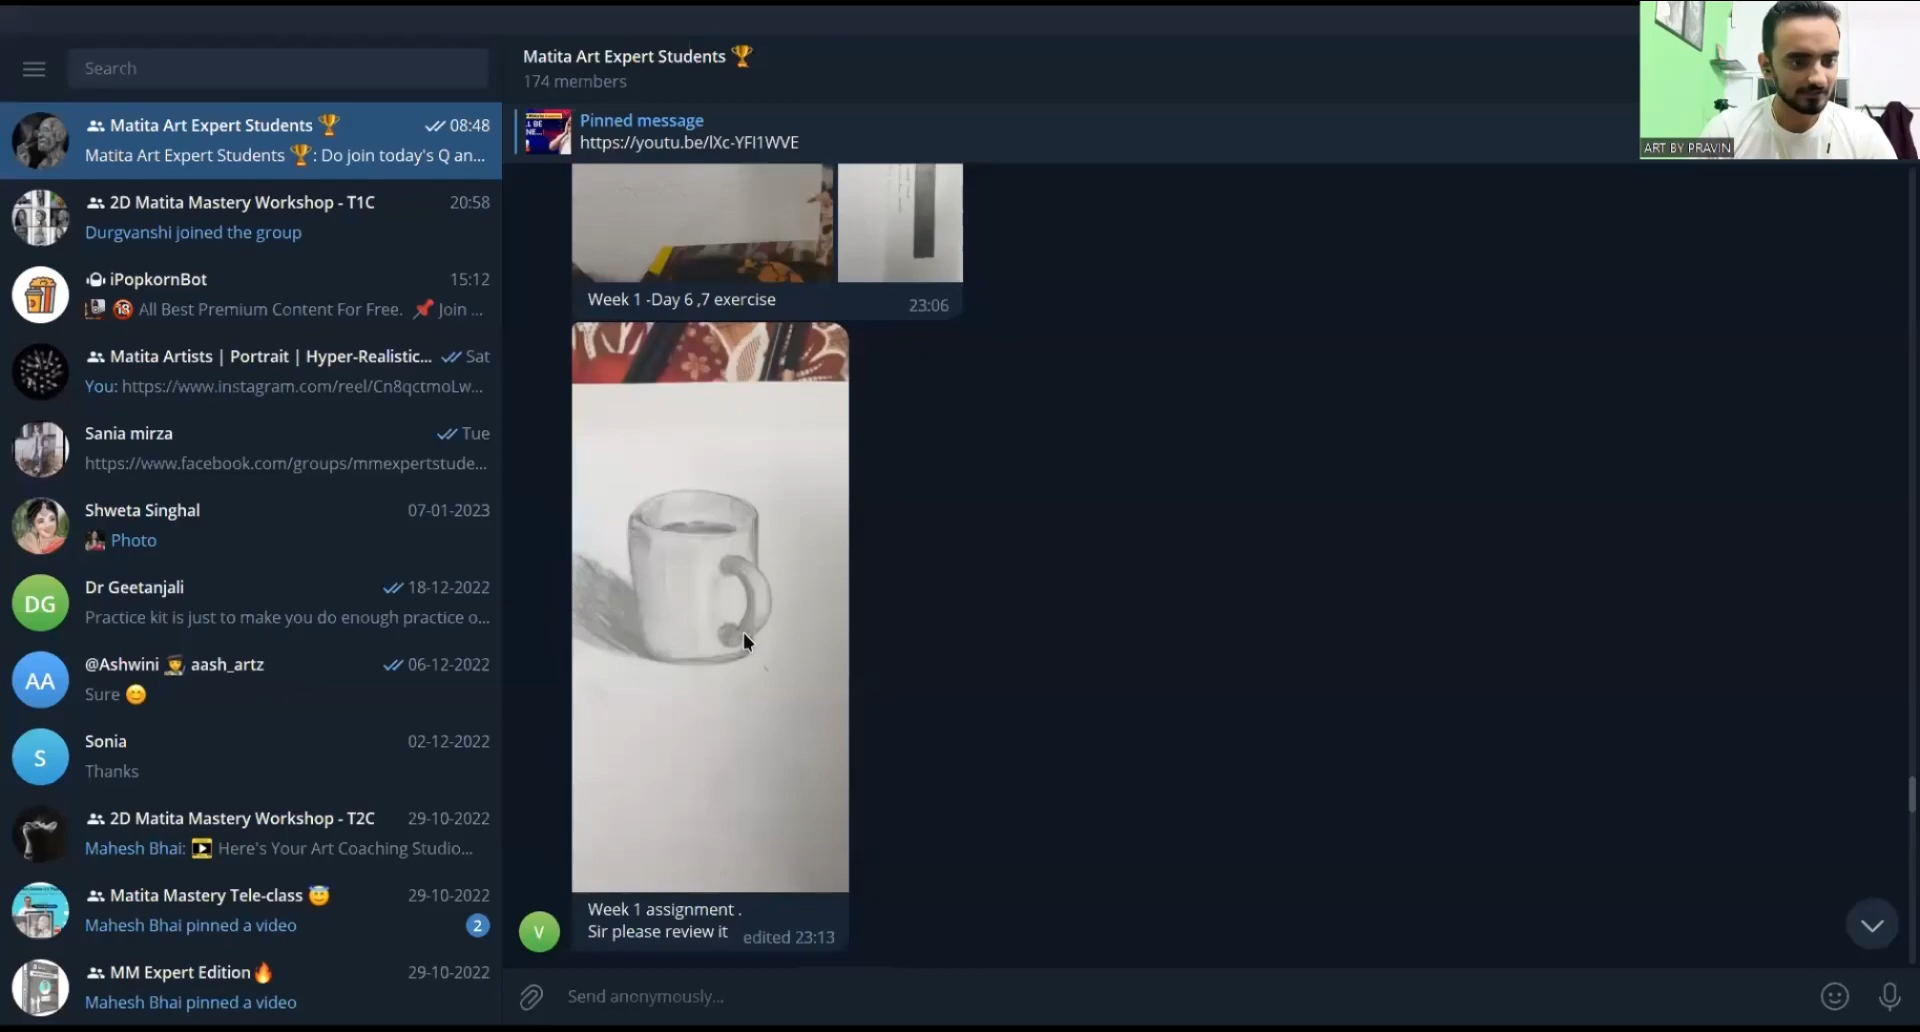 Search
Matita Art Expert Students 🏆 08:48
Matita Art Expert Students 🏆: Do join today's Q an...
2D Matita Mastery Workshop - T1C 20:58
Durgvanshi joined the group
iPopkornBot 15:12
🔞 All Best Premium Content For Free. 📌 Join ...
Matita Artists | Portrait | Hyper-Realistic... Sat
You: https://www.instagram.com/reel/Cn8qctmoLw...
Sania mirza Tue
https://www.facebook.com/groups/mmexpertstude...
Shweta Singhal 07-01-2023
Photo
DG
Dr Geetanjali 18-12-2022
Practice kit is just to make you do enough practice o...
AA
@Ashwini 👩‍🎓 aash_artz 06-12-2022
Sure 😊
S
Sonia 02-12-2022
Thanks
2D Matita Mastery Workshop - T2C 29-10-2022
Mahesh Bhai: ▶ Here's Your Art Coaching Studio...
Matita Mastery Tele-class 😇 29-10-2022
Mahesh Bhai pinned a video 2
MM Expert Edition🔥 29-10-2022
Mahesh Bhai pinned a video
Matita Art Expert Students 🏆
174 members
Pinned message
https://youtu.be/lXc-YFI1WVE
Week 1 -Day 6 ,7 exercise
23:06
Week 1 assignment .
Sir please review it edited 23:13
V
Send anonymously...
ART BY PRAVIN